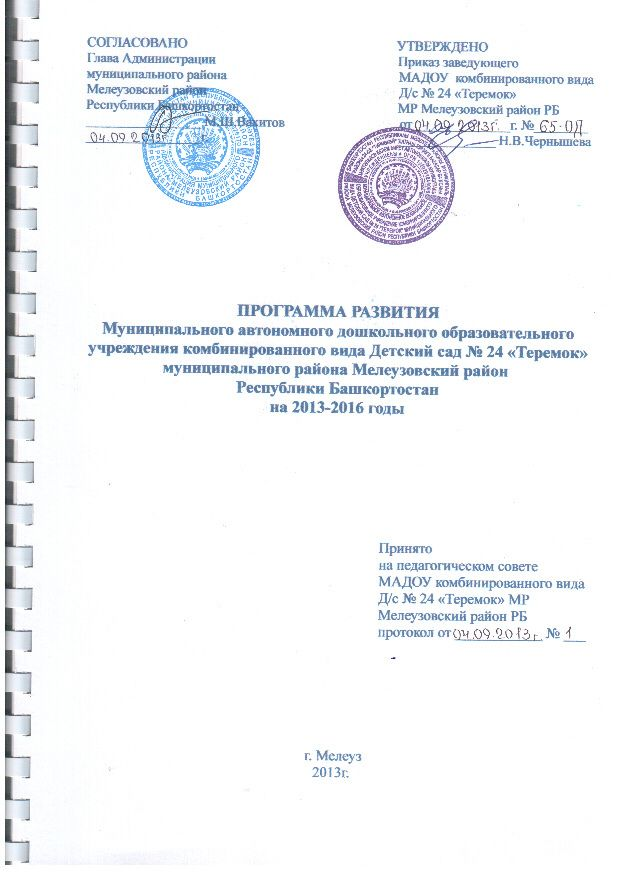 СОГЛАСОВАНО
Глава Администрации
муниципального района
Мелеузовский район
Республики Башкортостан
М.Ш.Вахитов
04.09.2013г.
УТВЕРЖДЕНО
Приказ заведующего
МАДОУ комбинированного вида
Д/с № 24 «Теремок»
МР Мелеузовский район РБ
от 04.09.2013г. г. № 65-ОД
Н.В.Чернышева
ПРОГРАММА РАЗВИТИЯ
Муниципального автономного дошкольного образовательного
учреждения комбинированного вида Детский сад № 24 «Теремок»
муниципального района Мелеузовский район
Республики Башкортостан
на 2013-2016 годы
Принято
на педагогическом совете
МАДОУ комбинированного вида
Д/с № 24 «Теремок» МР
Мелеузовский район РБ
протокол от 04.09.2013г № 1
г. Мелеуз
2013г.